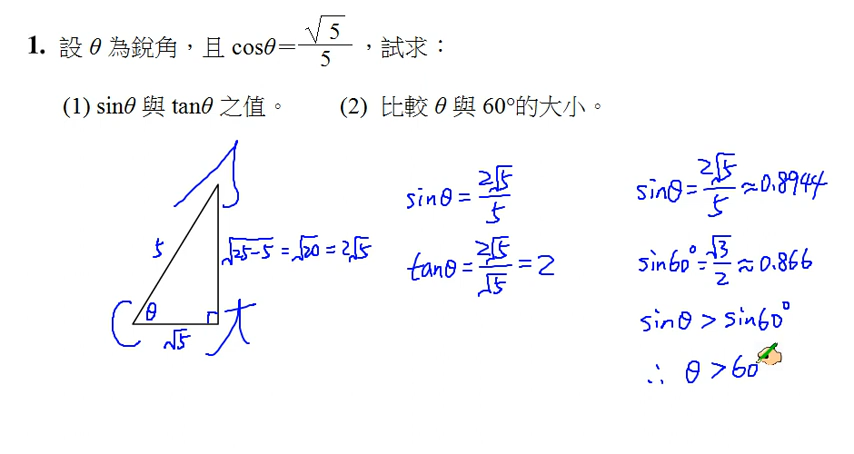 1. 設 θ 為銳角，且 cosθ=√5/5，試求：
(1) sinθ 與 tanθ 之值。 (2) 比較 θ 與 60°的大小。
5
√25-5 = √20 = 2√5
θ
√5
sinθ = 2√5/5
tanθ = 2√5/√5 = 2
sinθ = 2√5/5 ≈ 0.8944
sin60° = √3/2 ≈ 0.866
sinθ > sin60°
∴ θ > 60